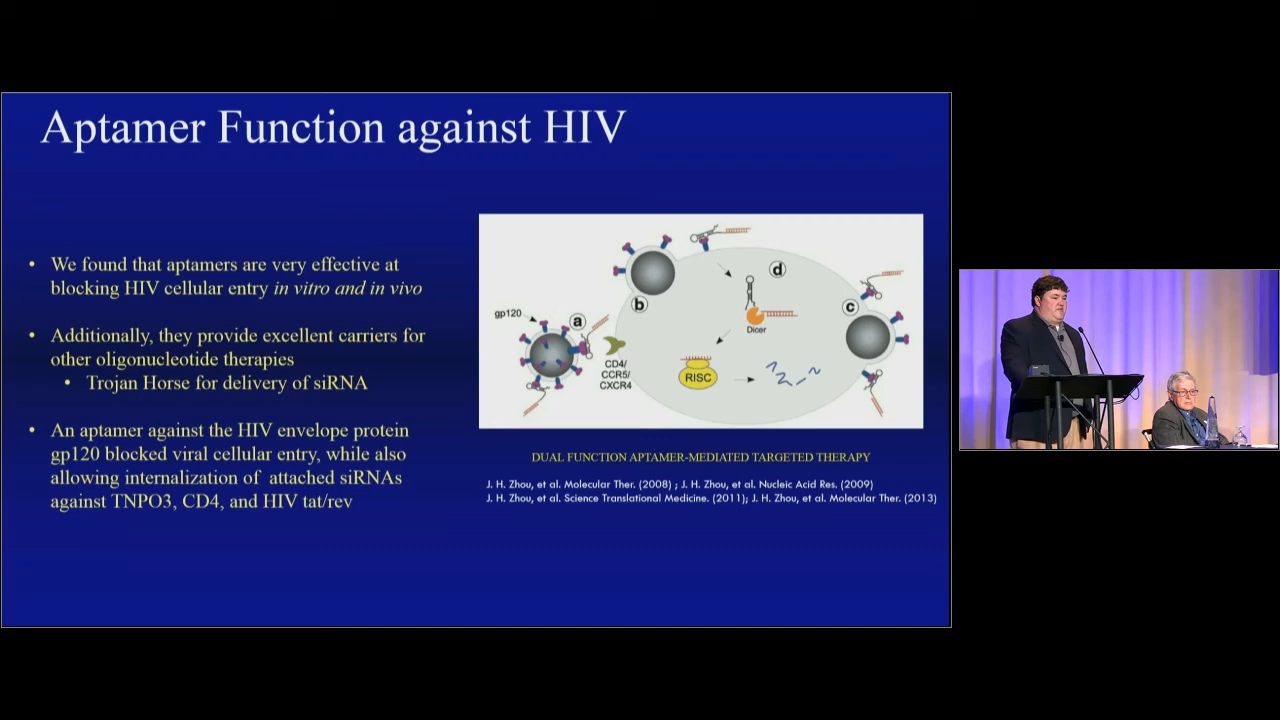 Aptamer Function against HIV
• We found that aptamers are very effective at
blocking HIV cellular entry in vitro and in vivo
• Additionally, they provide excellent carriers for
other oligonucleotide therapies
• Trojan Horse for delivery of siRNA
• An aptamer against the HIV envelope protein
gp120 blocked viral cellular entry, while also
allowing internalization of attached siRNAs
against TNPO3, CD4, and HIV tat/rev
gp120
a
b
c
d
CD4/
CCR5/
CXCR4
Dicer
RISC
DUAL FUNCTION APTAMER-MEDIATED TARGETED THERAPY
J. H. Zhou, et al. Molecular Ther. (2008) ; J. H. Zhou, et al. Nucleic Acid Res. (2009)
J. H. Zhou, et al. Science Translational Medicine. (2011); J. H. Zhou, et al. Molecular Ther. (2013)